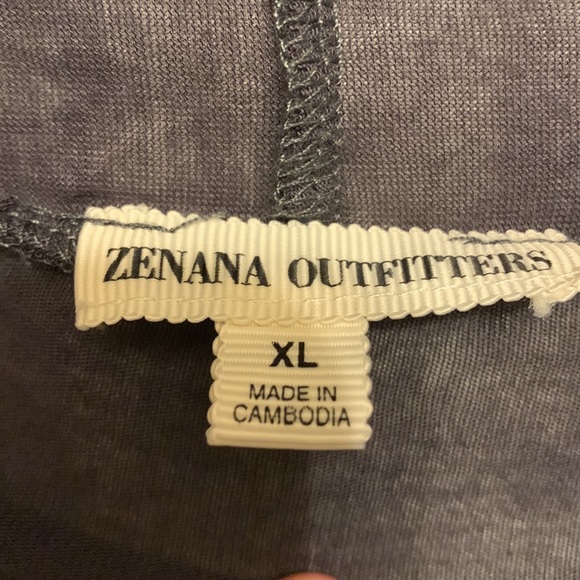 ZENANA OUTFITTERS
XL
MADE IN
CAMBODIA